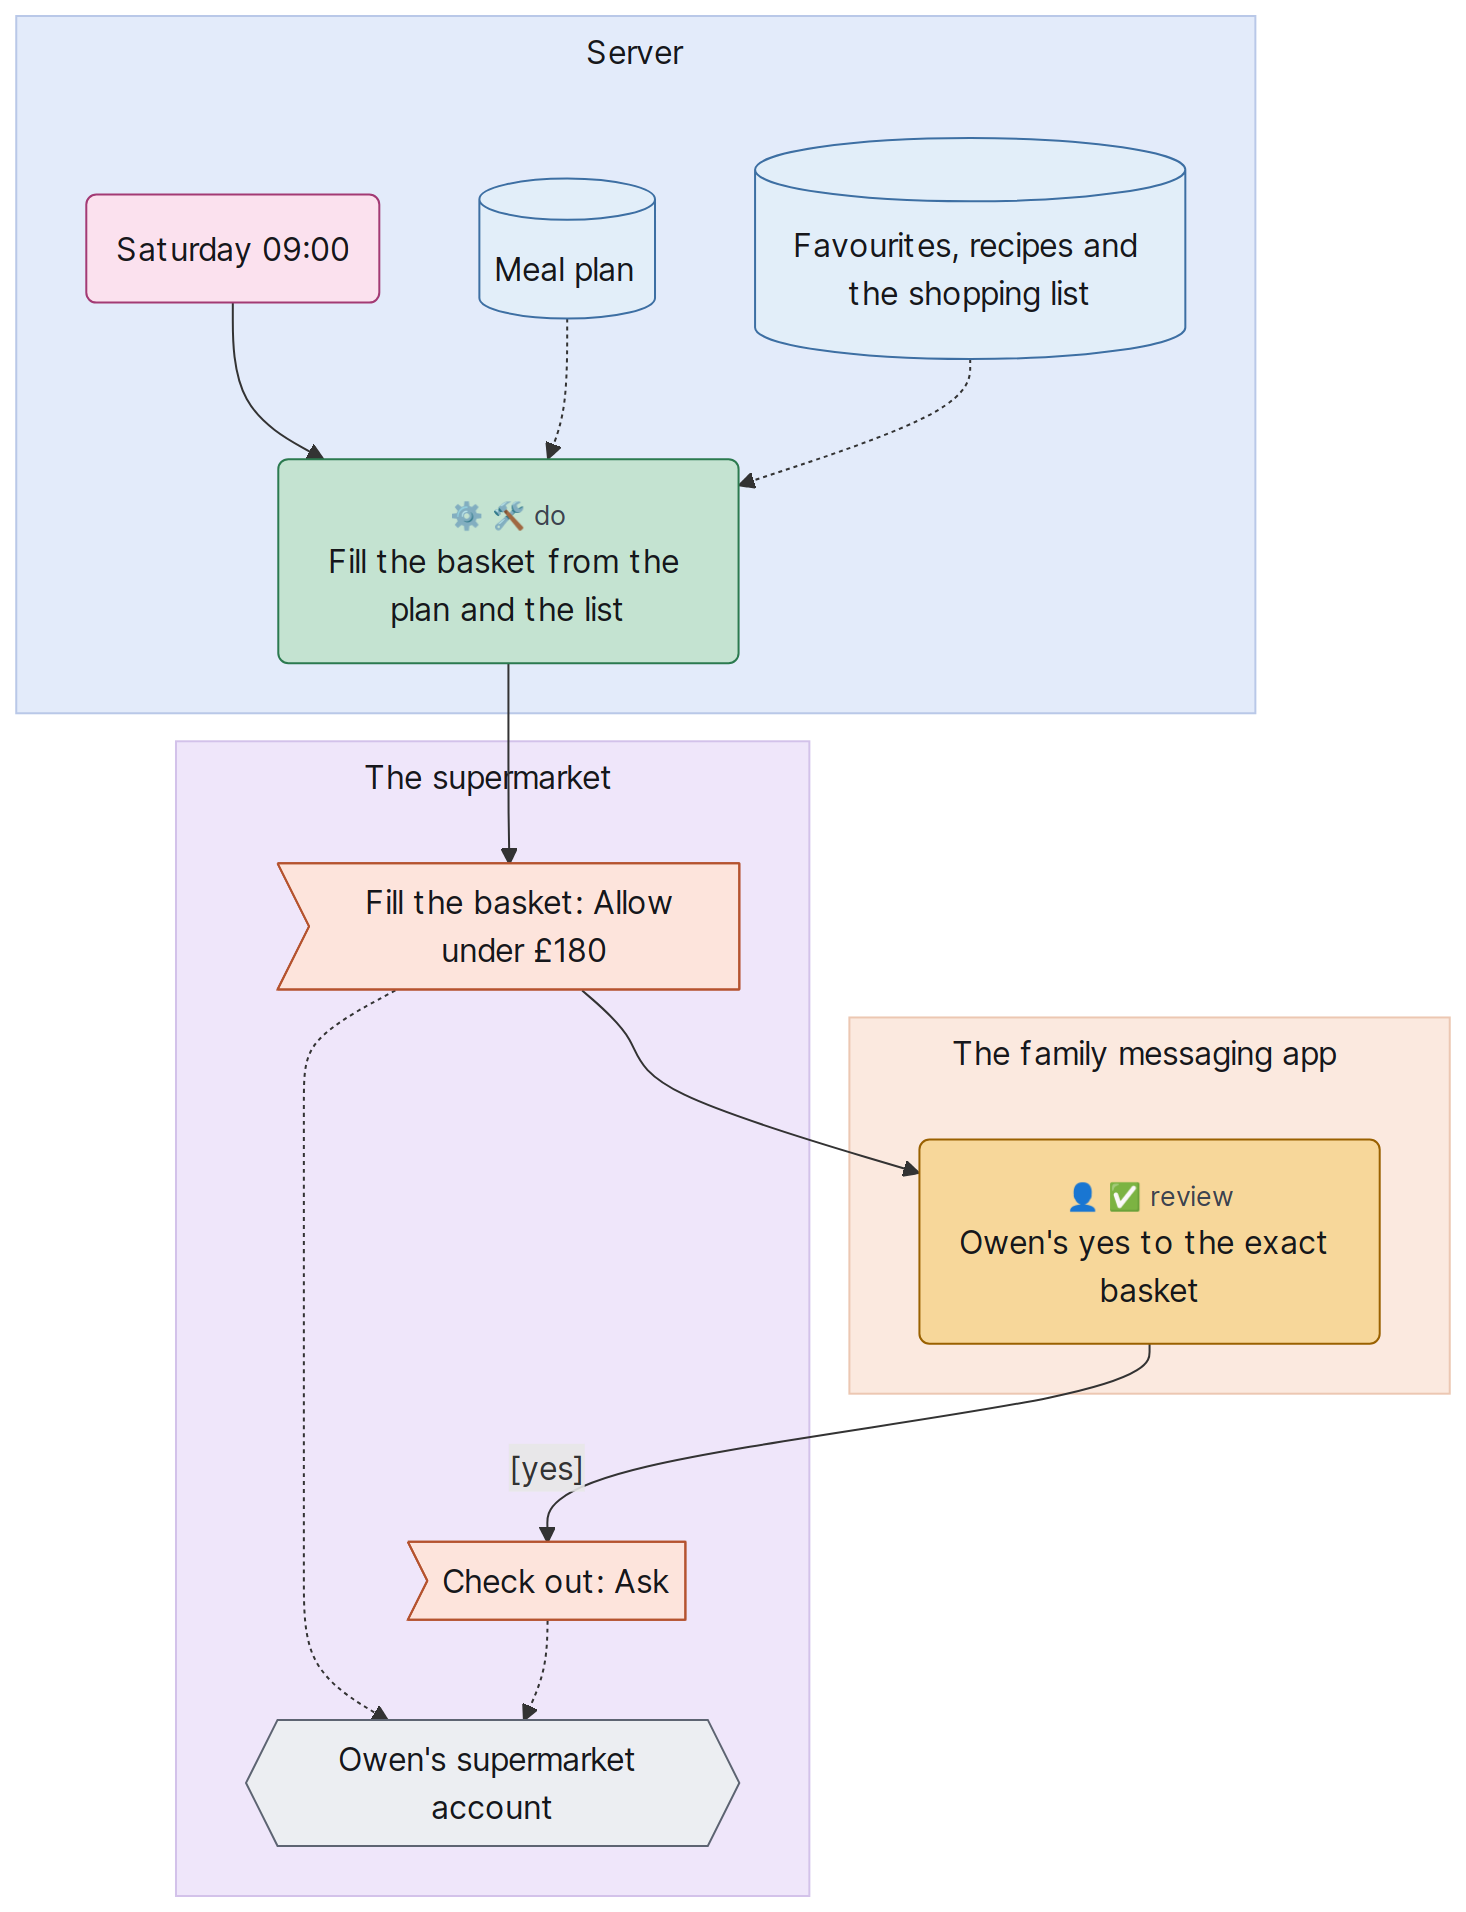 Server
Saturday 09:00
Meal plan
Favourites, recipes and
the shopping list
⚙️ 🛠️ do
Fill the basket from the
plan and the list
The supermarket
Fill the basket: Allow
under £180
The family messaging app
👤 ✅ review
Owen's yes to the exact
basket
[yes]
Check out: Ask
Owen's supermarket
account